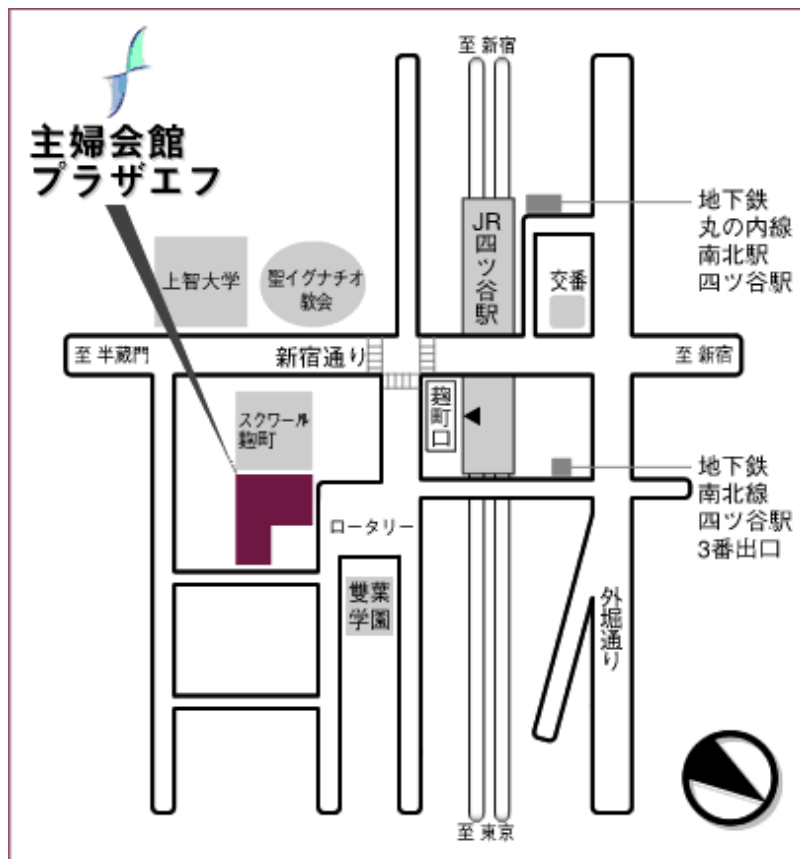 至 新宿
主婦会館
プラザエフ
地下鉄
丸の内線
南北駅
四ツ谷駅
JR四ツ谷駅
上智大学
聖イグナチオ
教会
交番
至 半蔵門
新宿通り
至 新宿
麹町口
スクワール
麹町
地下鉄
南北線
四ツ谷駅
3番出口
ロータリー
雙葉
学園
外堀通り
至 東京